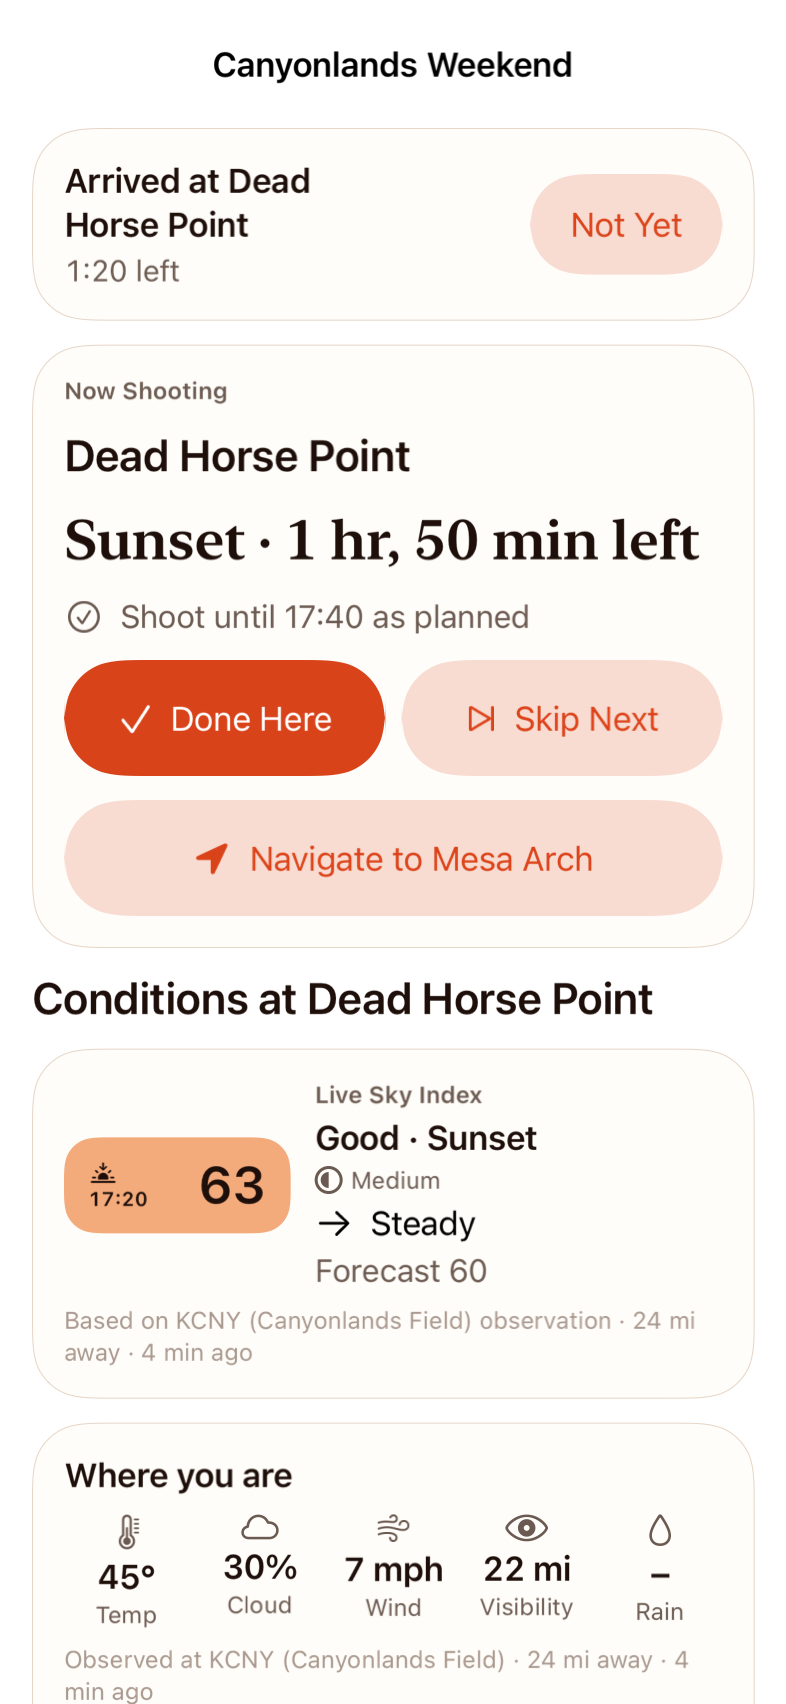 Canyonlands Weekend
Arrived at Dead
Horse Point
1:20 left
Not Yet
Now Shooting
Dead Horse Point
Sunset · 1 hr, 50 min left
Shoot until 17:40 as planned
Done Here
Skip Next
Navigate to Mesa Arch
Conditions at Dead Horse Point
17:20
63
Live Sky Index
Good · Sunset
Medium
Steady
Forecast 60
Based on KCNY (Canyonlands Field) observation · 24 mi
away · 4 min ago
Where you are
45° 30% 7 mph 22 mi –
Temp Cloud Wind Visibility Rain
Observed at KCNY (Canyonlands Field) · 24 mi away · 4
min ago